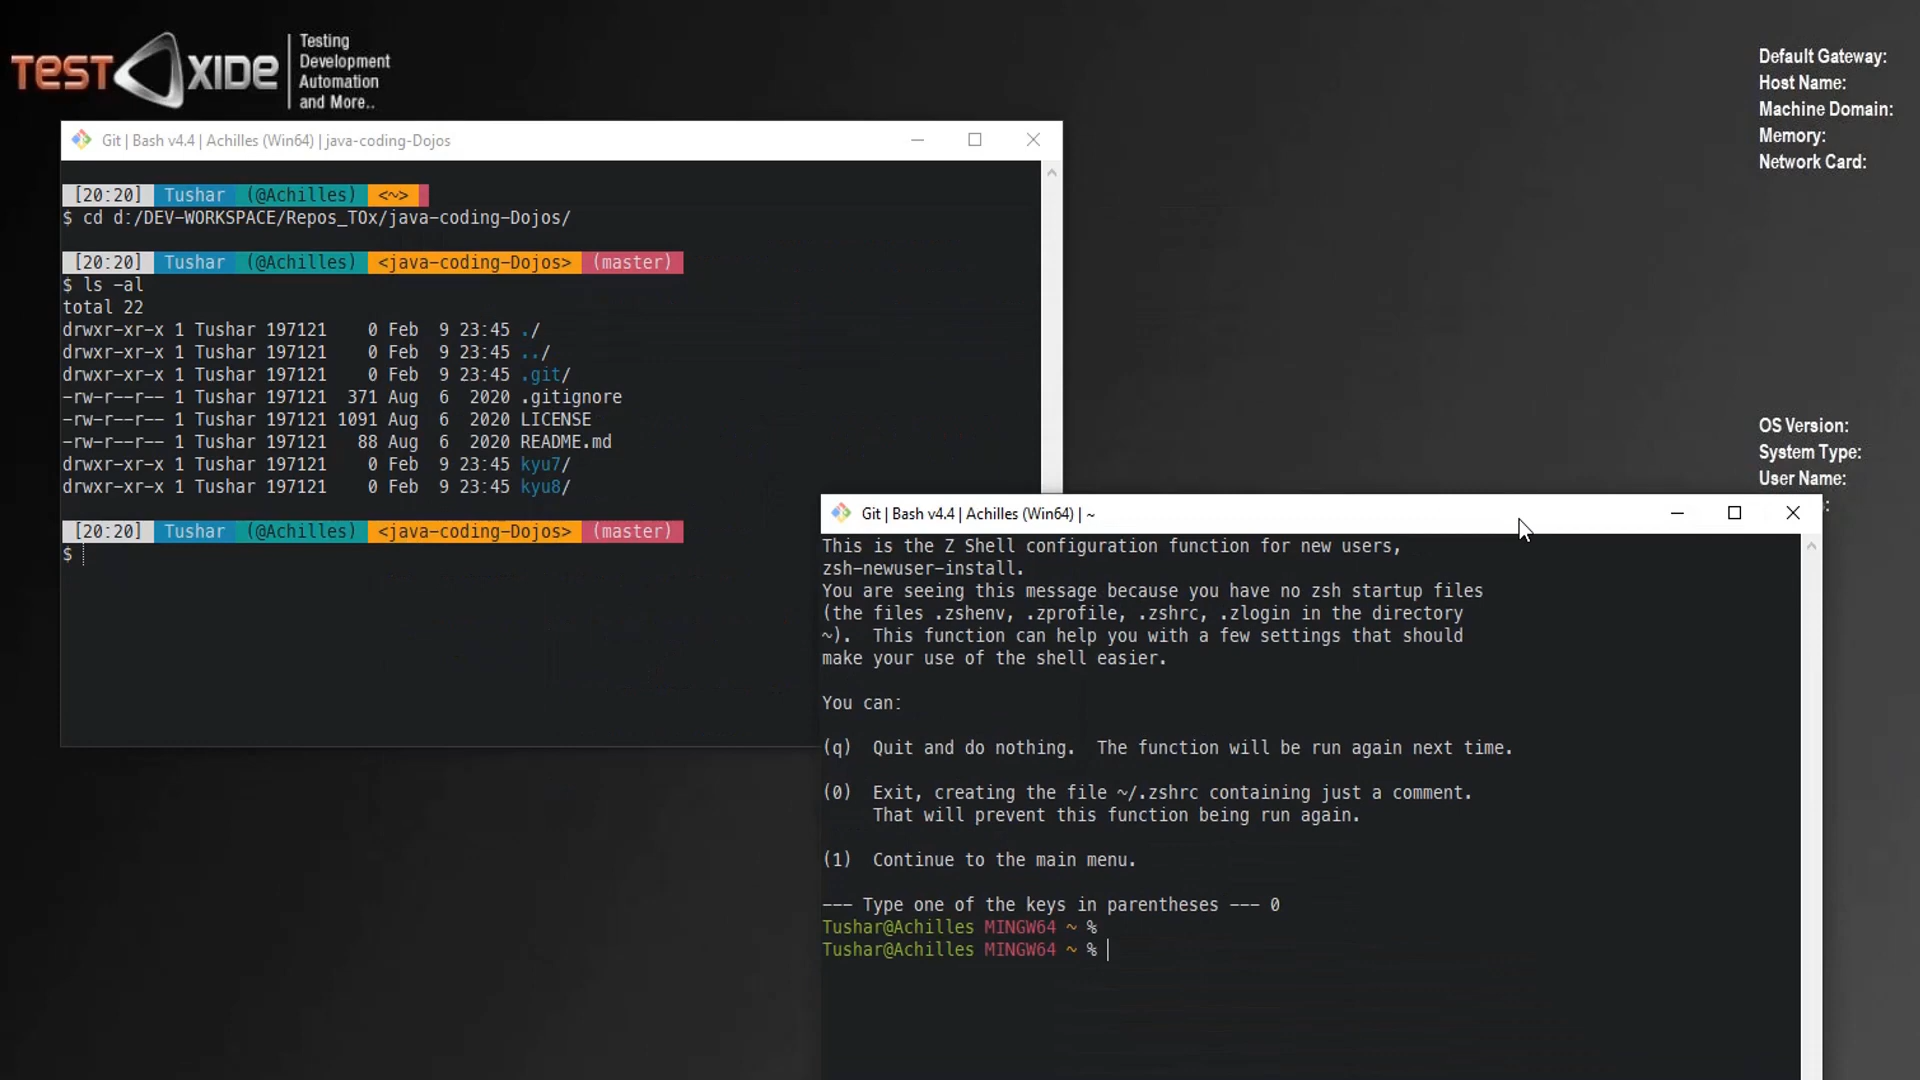 TEST XIDE
Testing
Development
Automation
and More..
Default Gateway:
Host Name:
Machine Domain:
Memory:
Network Card:
OS Version:
System Type:
User Name:
Git | Bash v4.4 | Achilles (Win64) | java-coding-Dojos
[20:20] Tushar (@Achilles) <~>
$ cd d:/DEV-WORKSPACE/Repos_TOx/java-coding-Dojos/
[20:20] Tushar (@Achilles) <java-coding-Dojos> (master)
$ ls -al
total 22
drwxr-xr-x 1 Tushar 197121    0 Feb  9 23:45 ./
drwxr-xr-x 1 Tushar 197121    0 Feb  9 23:45 ../
drwxr-xr-x 1 Tushar 197121    0 Feb  9 23:45 .git/
-rw-r--r-- 1 Tushar 197121  371 Aug  6  2020 .gitignore
-rw-r--r-- 1 Tushar 197121 1091 Aug  6  2020 LICENSE
-rw-r--r-- 1 Tushar 197121   88 Aug  6  2020 README.md
drwxr-xr-x 1 Tushar 197121    0 Feb  9 23:45 kyu7/
drwxr-xr-x 1 Tushar 197121    0 Feb  9 23:45 kyu8/
[20:20] Tushar (@Achilles) <java-coding-Dojos> (master)
$
Git | Bash v4.4 | Achilles (Win64) | ~
This is the Z Shell configuration function for new users,
zsh-newuser-install.
You are seeing this message because you have no zsh startup files
(the files .zshenv, .zprofile, .zshrc, .zlogin in the directory
~).  This function can help you with a few settings that should
make your use of the shell easier.
You can:
(q)  Quit and do nothing.  The function will be run again next time.
(0)  Exit, creating the file ~/.zshrc containing just a comment.
That will prevent this function being run again.
(1)  Continue to the main menu.
--- Type one of the keys in parentheses --- 0
Tushar@Achilles MINGW64 ~ %
Tushar@Achilles MINGW64 ~ %